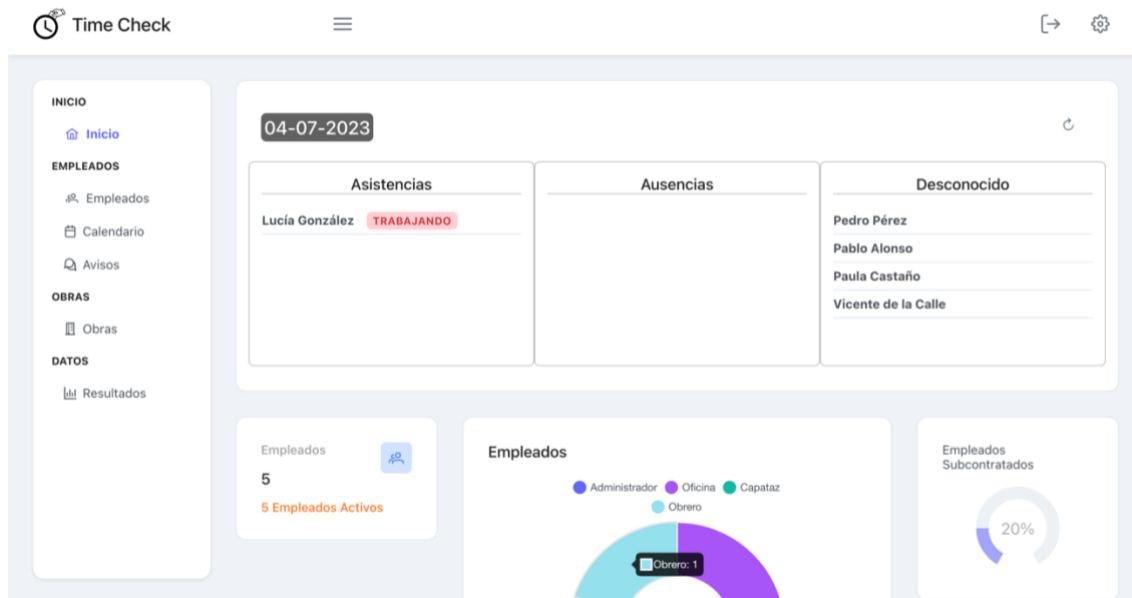 Time Check
INICIO
Inicio
EMPLEADOS
Empleados
Calendario
Avisos
OBRAS
Obras
DATOS
Resultados
04-07-2023
Asistencias
Lucía González TRABAJANDO
Ausencias
Desconocido
Pedro Pérez
Pablo Alonso
Paula Castaño
Vicente de la Calle
Empleados
5
5 Empleados Activos
Empleados
Administrador Oficina Capataz
Obrero
Obrero: 1
Empleados
Subcontratados
20%